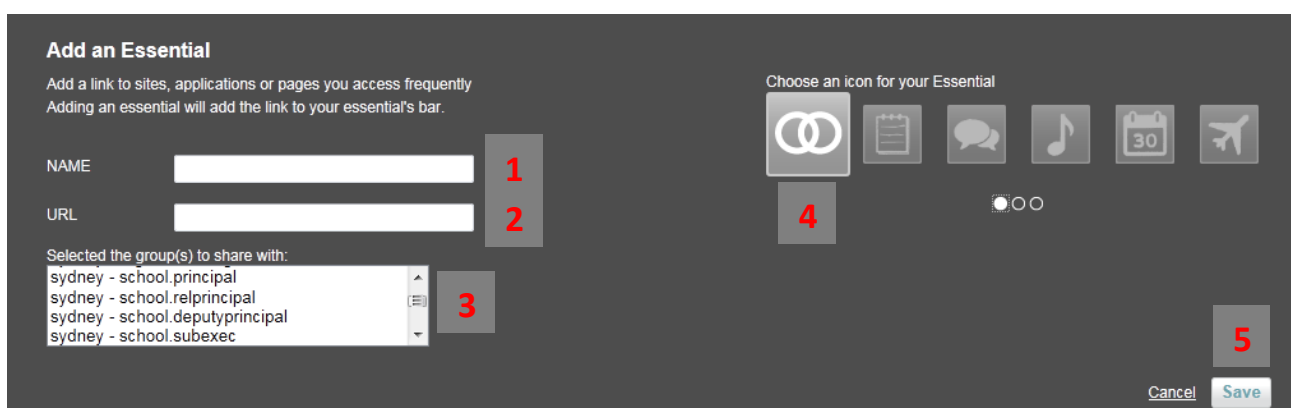 Add an Essential
Add a link to sites, applications or pages you access frequently
Adding an essential will add the link to your essential's bar.
NAME
1
URL
2
Selected the group(s) to share with:
sydney - school.principal
sydney - school.relprincipal
sydney - school.deputyprincipal
sydney - school.subexec
3
Choose an icon for your Essential
30
4
5
Cancel Save